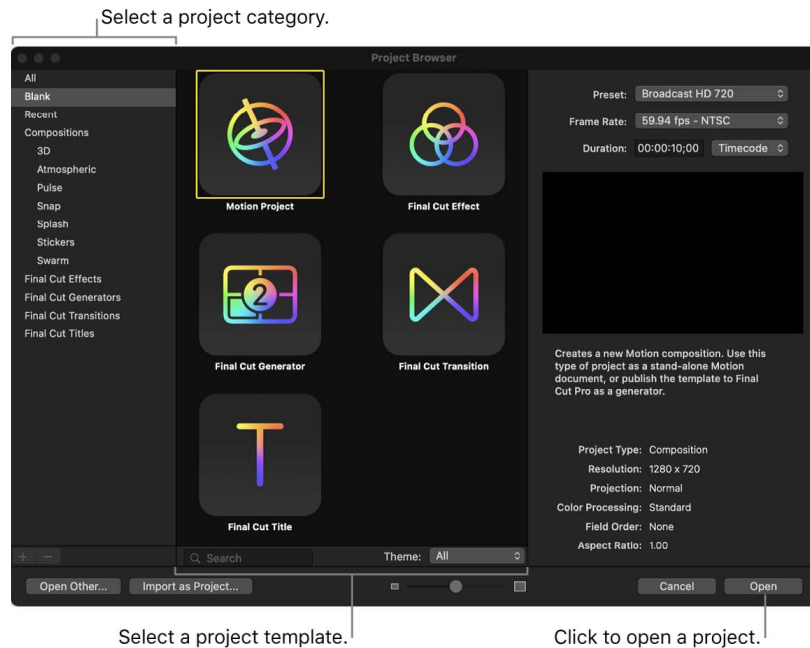 Select a project category.
Project Browser
All
Blank
Recent
Compositions
3D
Atmospheric
Pulse
Snap
Splash
Stickers
Swarm
Final Cut Effects
Final Cut Generators
Final Cut Transitions
Final Cut Titles
Motion Project
Final Cut Effect
2
Final Cut Generator
Final Cut Transition
T
Final Cut Title
Search
Theme: All
Preset: Broadcast HD 720
Frame Rate: 59.94 fps - NTSC
Duration: 00:00:10;00 Timecode
Creates a new Motion composition. Use this
type of project as a stand-alone Motion
document, or publish the template to Final
Cut Pro as a generator.
Project Type: Composition
Resolution: 1280 x 720
Projection: Normal
Color Processing: Standard
Field Order: None
Aspect Ratio: 1.00
Open Other... Import as Project... Cancel Open
Select a project template. Click to open a project.